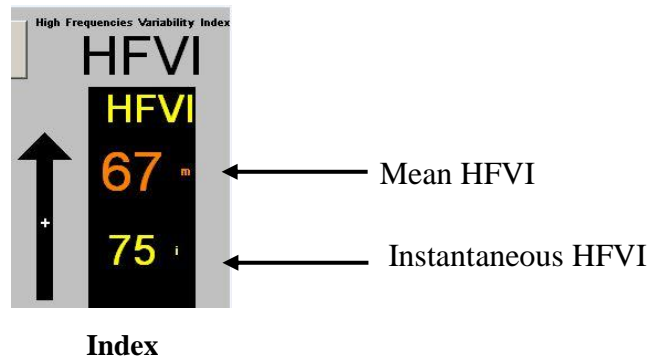 High Frequencies Variability Index
HFVI
HFVI
67 m
Mean HFVI
+
75 i
Instantaneous HFVI
Index